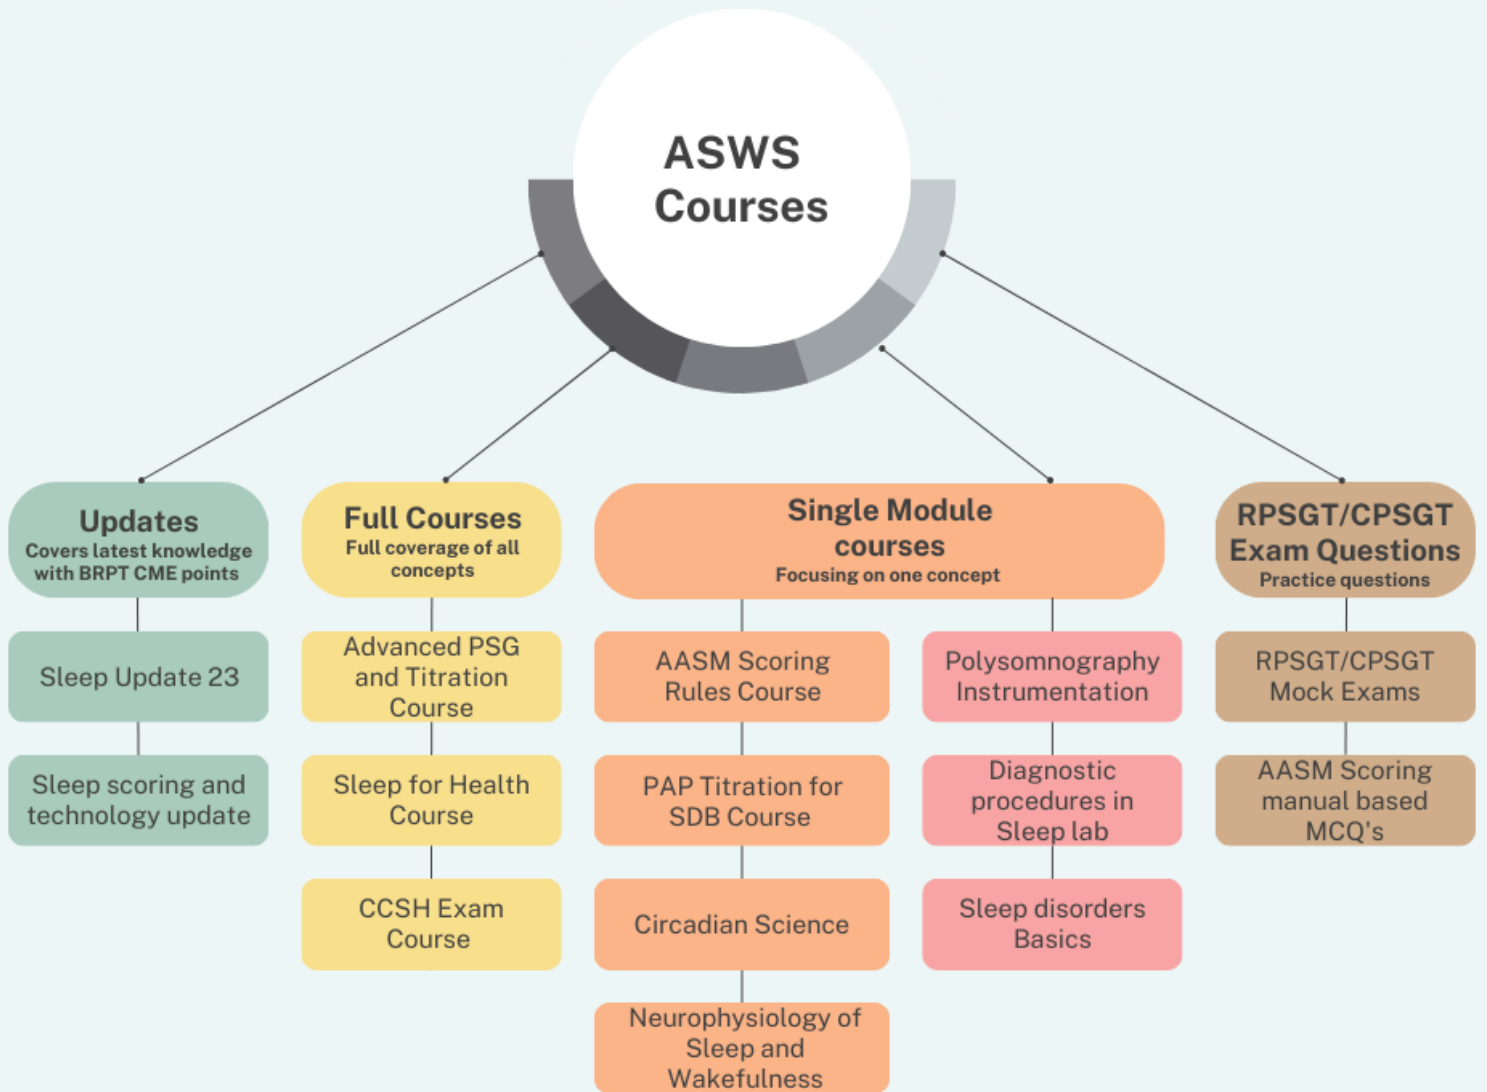 ASWS
Courses
Updates
Covers latest knowledge
with BRPT CME points
Sleep Update 23
Sleep scoring and
technology update
Full Courses
Full coverage of all
concepts
Advanced PSG
and Titration
Course
Sleep for Health
Course
CCSH Exam
Course
Single Module
courses
Focusing on one concept
AASM Scoring
Rules Course
PAP Titration for
SDB Course
Circadian Science
Neurophysiology of
Sleep and
Wakefulness
Polysomnography
Instrumentation
Diagnostic
procedures in
Sleep lab
Sleep disorders
Basics
RPSGT/CPSGT
Exam Questions
Practice questions
RPSGT/CPSGT
Mock Exams
AASM Scoring
manual based
MCQ's